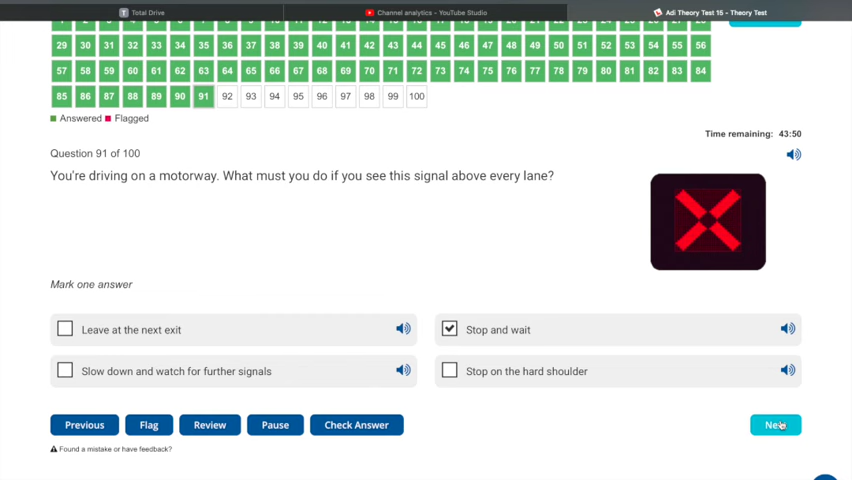 T Total Drive
Channel analytics - YouTube Studio
Adi Theory Test 15 - Theory Test
29 30 31 32 33 34 35 36 37 38 39 40 41 42 43 44 45 46 47 48 49 50 51 52 53 54 55 56
57 58 59 60 61 62 63 64 65 66 67 68 69 70 71 72 73 74 75 76 77 78 79 80 81 82 83 84
85 86 87 88 89 90 91 92 93 94 95 96 97 98 99 100
Answered Flagged
Time remaining: 43:50
Question 91 of 100
You're driving on a motorway. What must you do if you see this signal above every lane?
Mark one answer
Leave at the next exit
Stop and wait
Slow down and watch for further signals
Stop on the hard shoulder
Previous Flag Review Pause Check Answer
Found a mistake or have feedback?